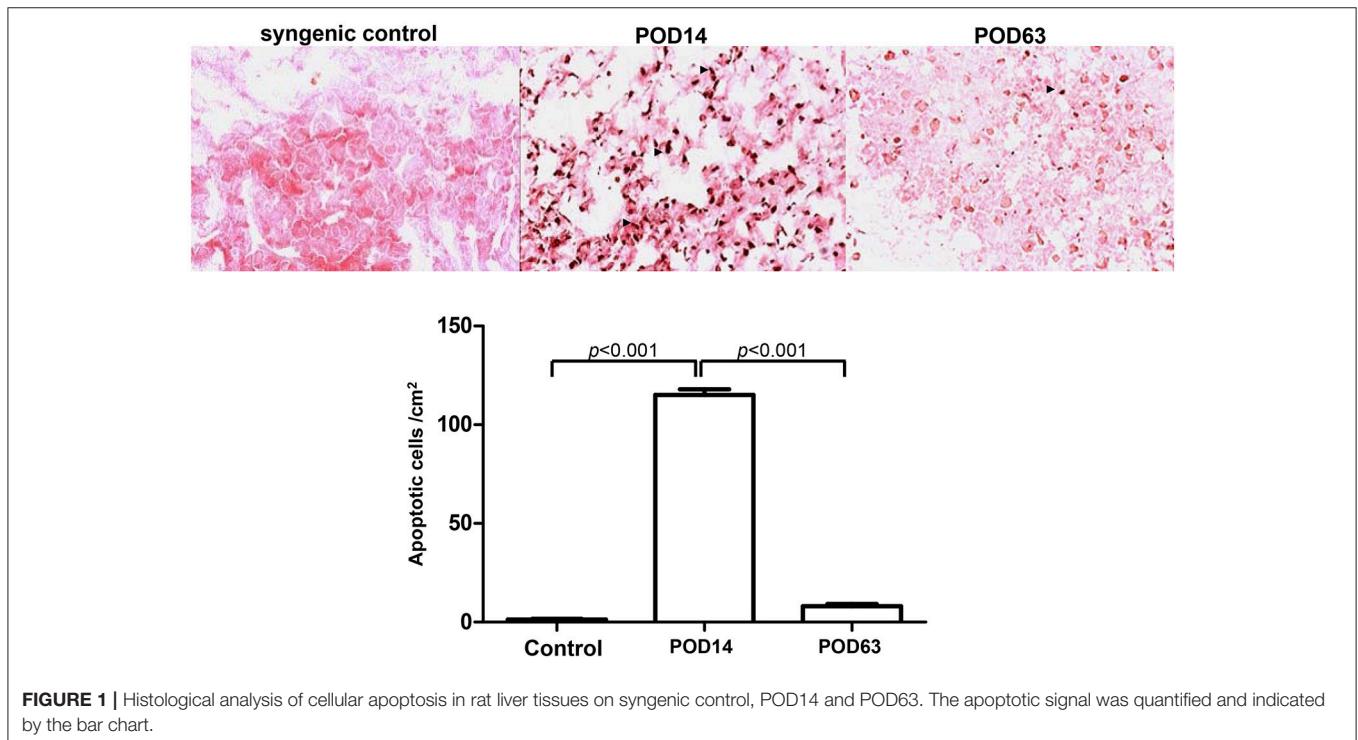 syngenic control POD14 POD63
150
p<0.001 p<0.001
100
50
0
Apoptotic cells /cm²
Control POD14 POD63
FIGURE 1 | Histological analysis of cellular apoptosis in rat liver tissues on syngenic control, POD14 and POD63. The apoptotic signal was quantified and indicated
by the bar chart.